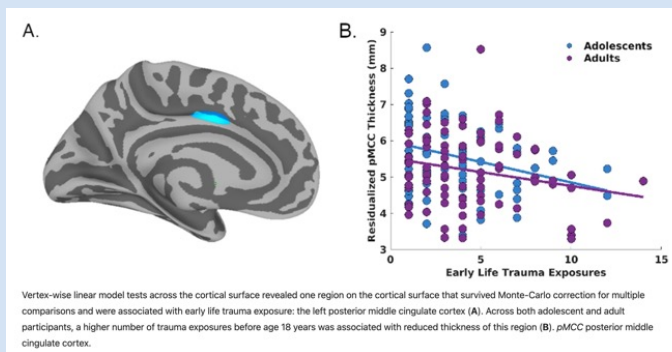 A.
B.
9
8
7
6
5
4
3
Residualized pMCC Thickness (mm)
Adolescents
Adults
0 5 10 15
Early Life Trauma Exposures
Vertex-wise linear model tests across the cortical surface revealed one region on the cortical surface that survived Monte-Carlo correction for multiple
comparisons and were associated with early life trauma exposure: the left posterior middle cingulate cortex (A). Across both adolescent and adult
participants, a higher number of trauma exposures before age 18 years was associated with reduced thickness of this region (B). pMCC posterior middle
cingulate cortex.